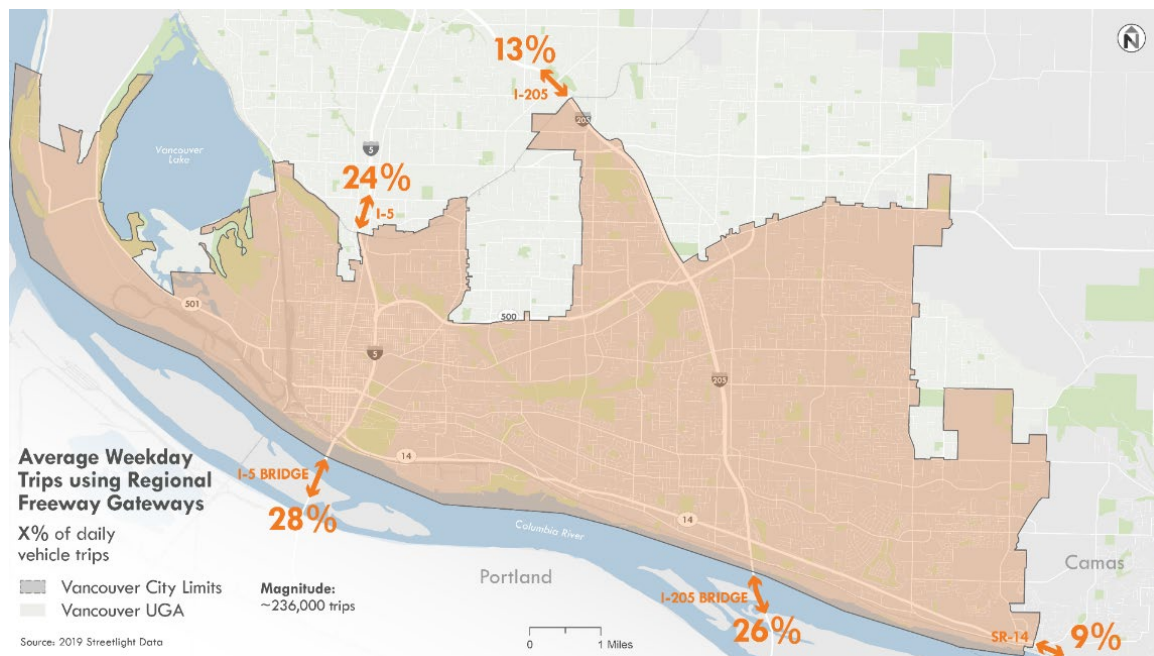 13%
I-205
N
205
Vancouver
Lake
5
24%
I-5
501
500
5
205
Average Weekday
Trips using Regional
Freeway Gateways
X% of daily
vehicle trips
Vancouver City Limits
Vancouver UGA
Source: 2019 Streetlight Data
Magnitude:
~236,000 trips
I-5 BRIDGE
28%
14
Columbia River
14
Portland
I-205 BRIDGE
26%
0 1 Miles
Camas
SR-14
9%